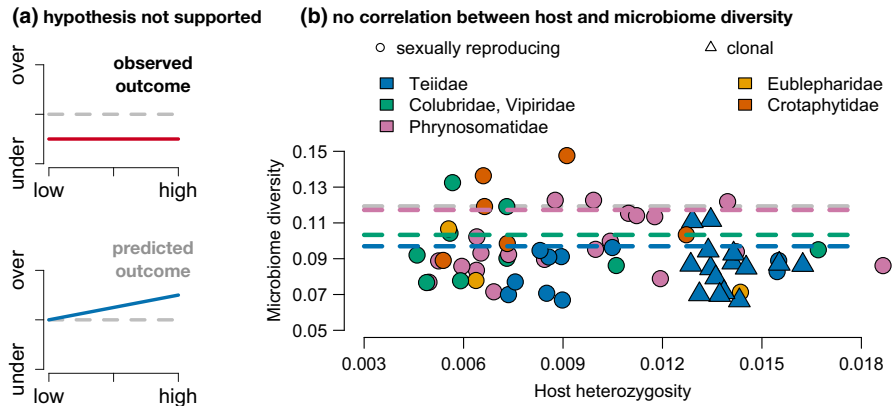 (a) hypothesis not supported
over
observed
outcome
under
low
high
over
predicted
outcome
under
low
high
(b) no correlation between host and microbiome diversity
sexually reproducing
clonal
Teiidae
Eublepharidae
Colubridae, Vipiridae
Crotaphytidae
Phrynosomatidae
Microbiome diversity
0.15
0.13
0.11
0.09
0.07
0.05
0.003
0.006
0.009
0.012
0.015
0.018
Host heterozygosity